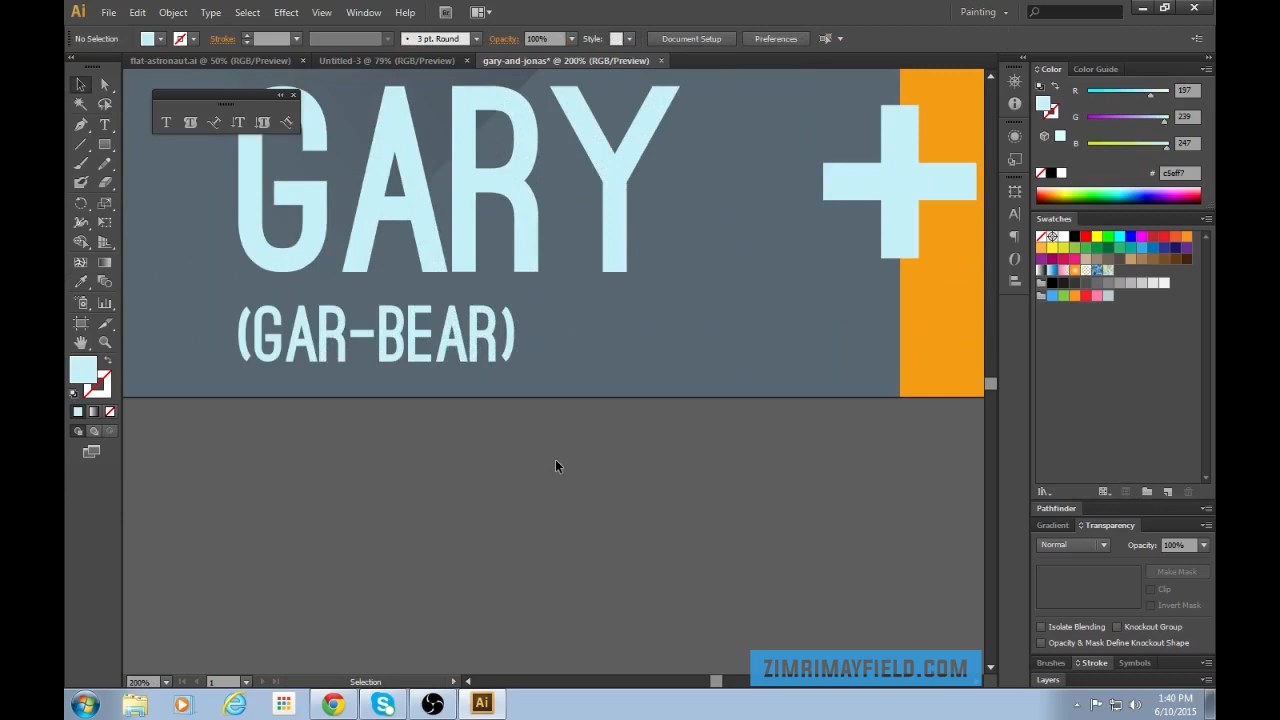 Ai File Edit Object Type Select Effect View Window Help Br Painting
No Selection Stroke: 3 pt. Round Opacity: 100% Style: Document Setup Preferences
flat-astronaut.ai @ 50% (RGB/Preview) × Untitled-3 @ 79% (RGB/Preview) × gary-and-jonas* @ 200% (RGB/Preview) ×
Color Color Guide
R 197
G 239
B 247
# c5eff7
GARY +
(GAR-BEAR)
Swatches
Pathfinder
Gradient Transparency
Normal Opacity: 100%
Make Mask
Clip
Invert Mask
Isolate Blending Knockout Group
Opacity & Mask Define Knockout Shape
Brushes Stroke Symbols
Layers
ZIMRIMAYFIELD.COM
200% 1 Selection
1:40 PM
6/10/2015